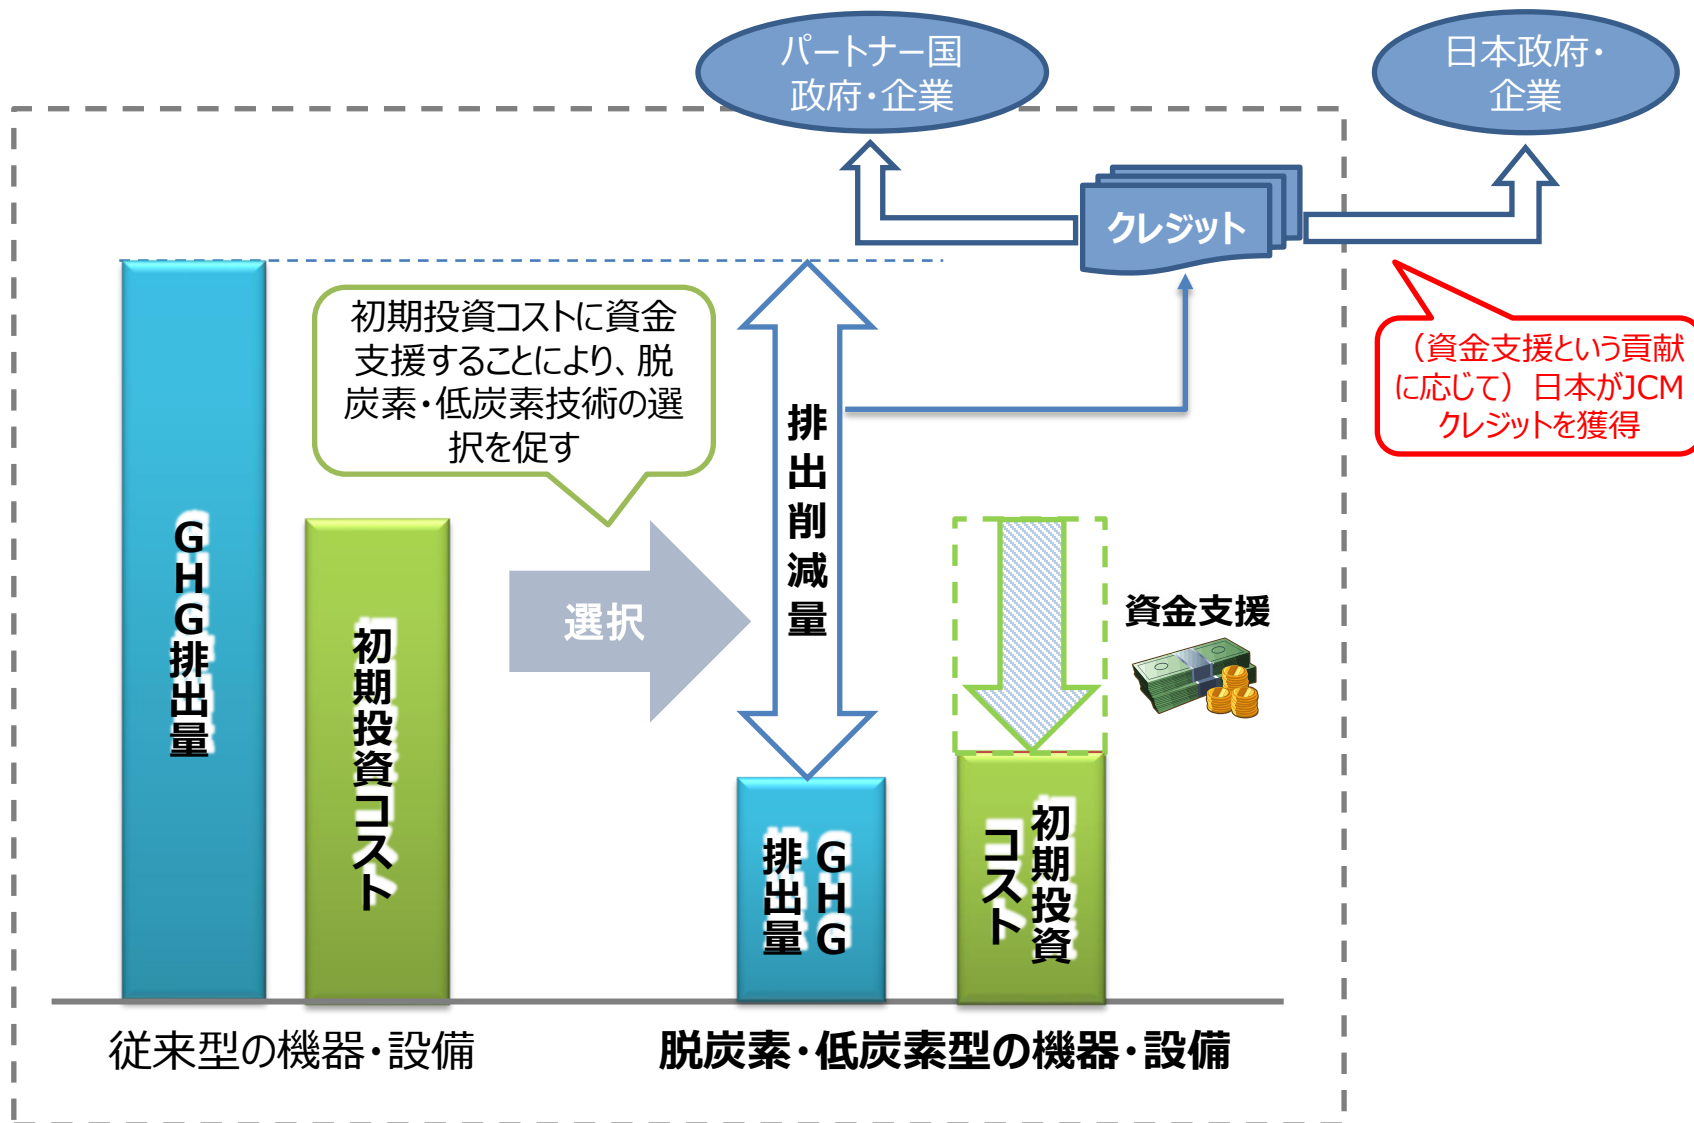 パートナー国
政府・企業
日本政府・
企業
クレジット
初期投資コストに資金
支援することにより、脱
炭素・低炭素技術の選
択を促す
（資金支援という貢献
に応じて）日本がJCM
クレジットを獲得
GHG排出量
初期投資コスト
選択
排出削減量
資金支援
GHG
排出量
初期投資
コスト
従来型の機器・設備
脱炭素・低炭素型の機器・設備